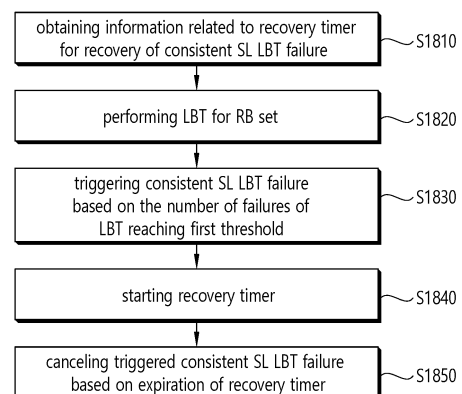 obtaining information related to recovery timer
for recovery of consistent SL LBT failure
S1810
performing LBT for RB set
S1820
triggering consistent SL LBT failure
based on the number of failures of
LBT reaching first threshold
S1830
starting recovery timer
S1840
canceling triggered consistent SL LBT failure
based on expiration of recovery timer
S1850